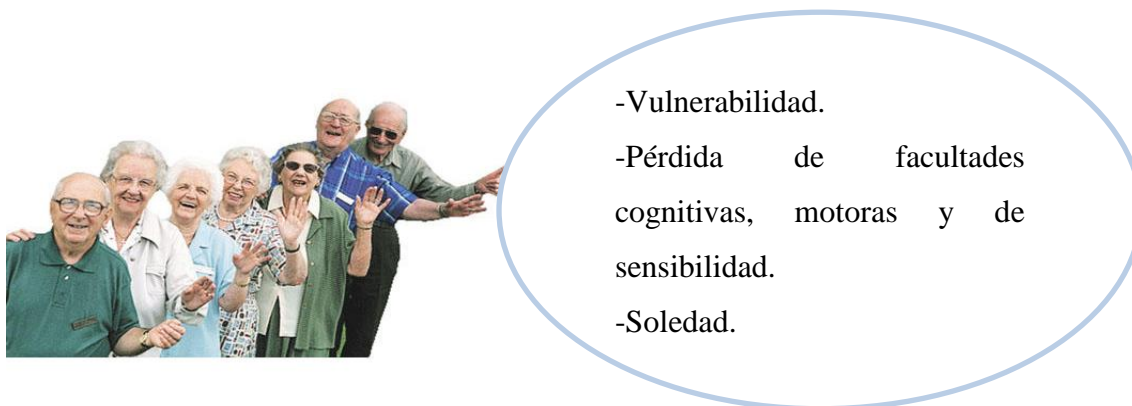 -Vulnerabilidad.
-Pérdida de facultades
cognitivas, motoras y de
sensibilidad.
-Soledad.